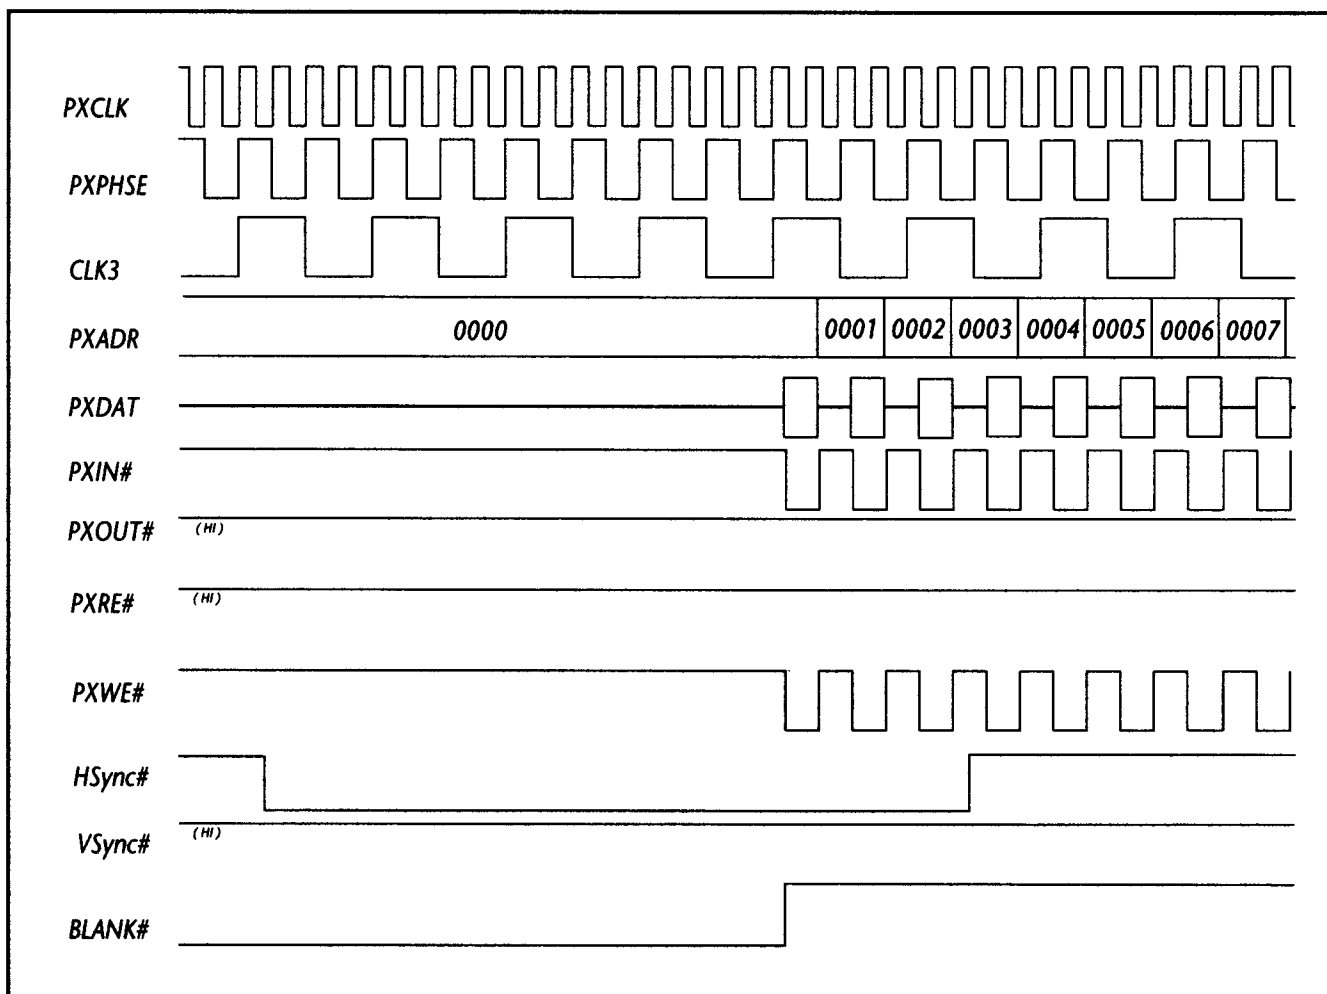 PXCLK
PXPHSE
CLK3
PXADR 0000 0001 0002 0003 0004 0005 0006 0007
PXDAT
PXIN#
PXOUT# (HI)
PXRE# (HI)
PXWE#
HSync#
VSync# (HI)
BLANK#